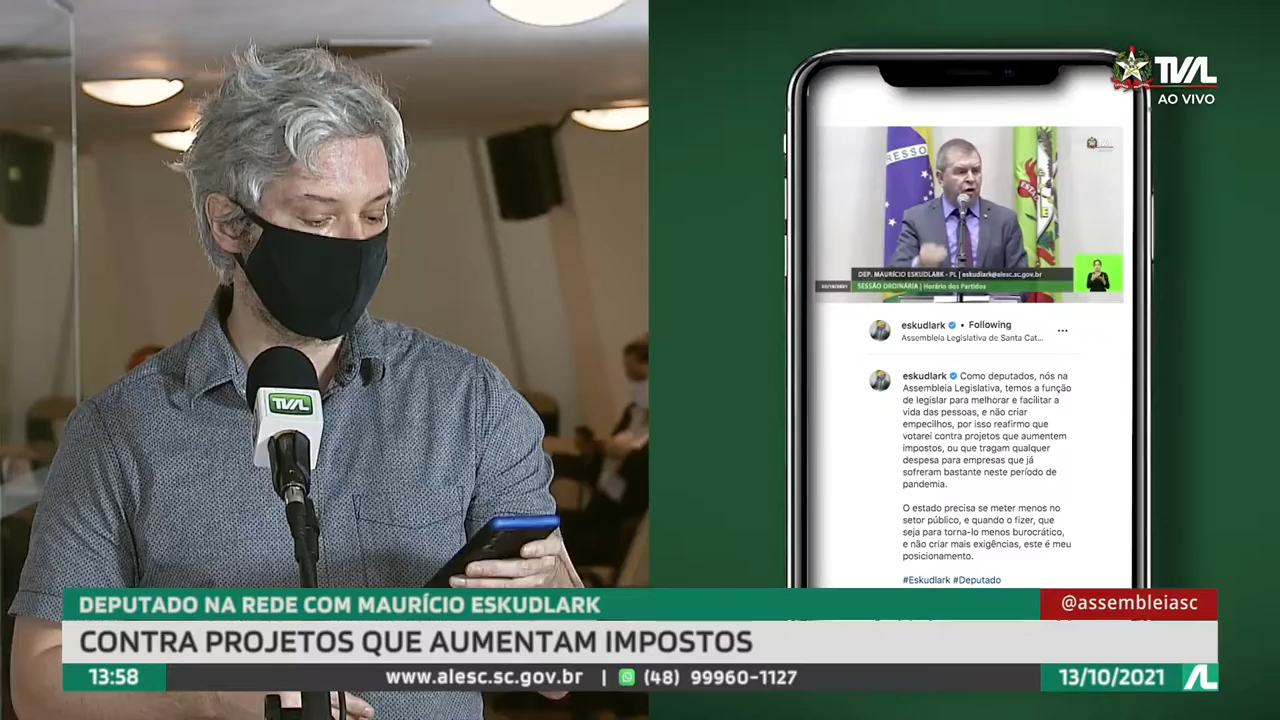 TVAL
AO VIVO
RESSO
DEP. MAURÍCIO ESKUDLARK - PL | eskudlark@alesc.sc.gov.br
SESSÃO ORDINÁRIA | Horário dos Partidos
eskudlark • Following
Assembleia Legislativa de Santa Cat...
eskudlark Como deputados, nós na
Assembleia Legislativa, temos a função
de legislar para melhorar e facilitar a
vida das pessoas, e não criar
empecilhos, por isso reafirmo que
votarei contra projetos que aumentem
impostos, ou que tragam qualquer
despesa para empresas que já
sofreram bastante neste período de
pandemia.
O estado precisa se meter menos no
setor público, e quando o fizer, que
seja para torna-lo menos burocrático,
e não criar mais exigências, este é meu
posicionamento.
#Eskudlark #Deputado
TVAL
DEPUTADO NA REDE COM MAURÍCIO ESKUDLARK
@assembleiasc
CONTRA PROJETOS QUE AUMENTAM IMPOSTOS
13:58
www.alesc.sc.gov.br | (48) 99960-1127
13/10/2021
AL